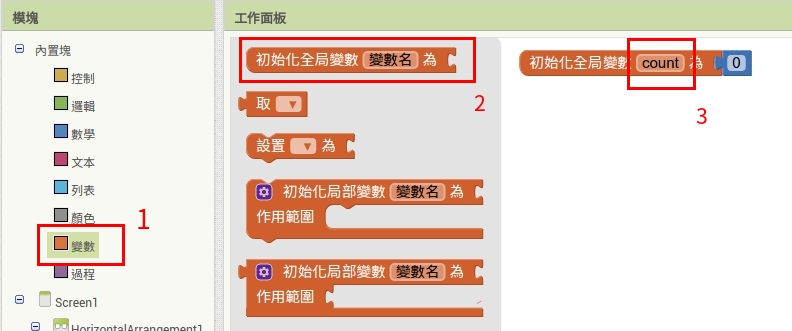 模塊
內置塊
控制
邏輯
數學
文本
列表
顏色
變數
過程
Screen1
HorizontalArrangement1
1
工作面板
初始化全局變數 變數名 為
取
設置 為
初始化局部變數 變數名 為
作用範圍
初始化局部變數 變數名 為
作用範圍
2
初始化全局變數 count 為 0
3